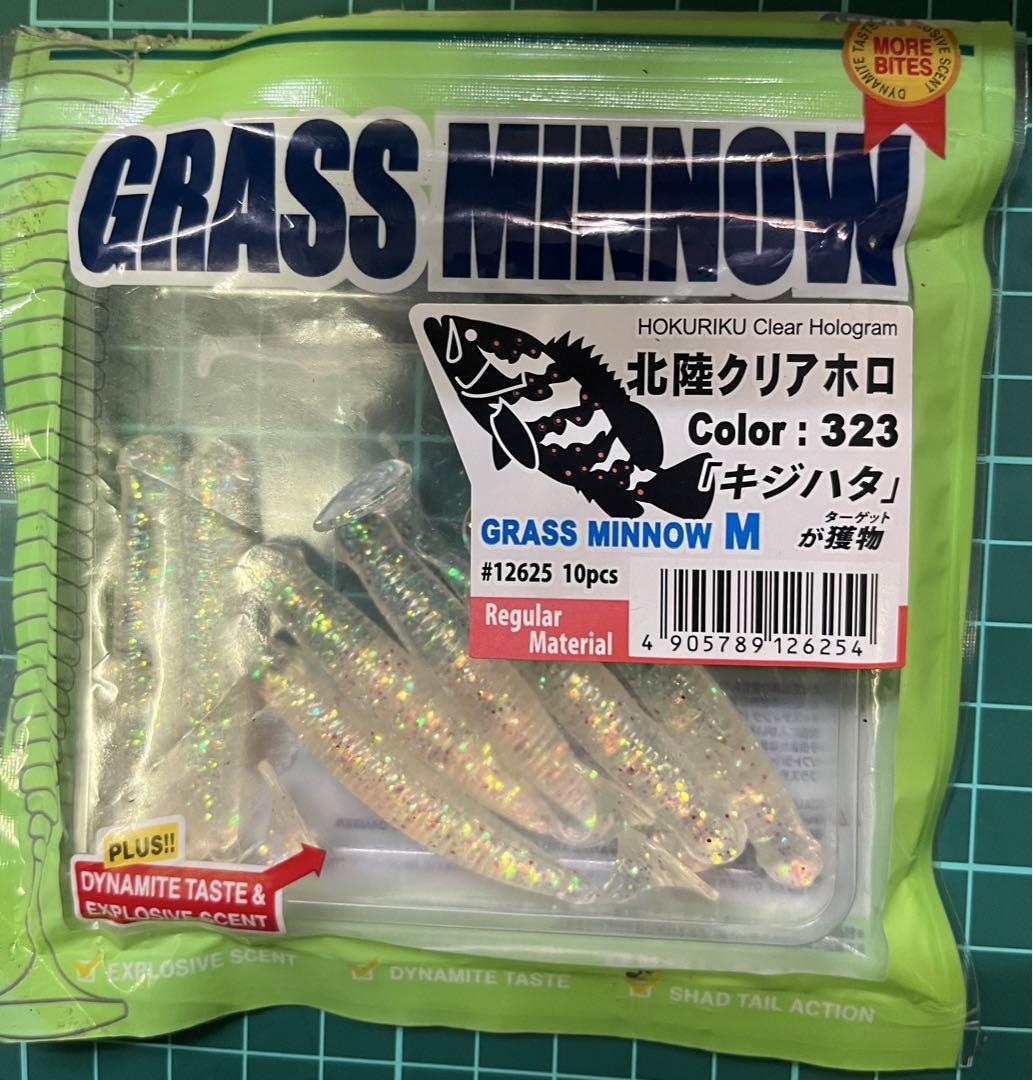 MORE
BITES
DYNAMITE TASTE
GRASS MINNOW
HOKURIKU Clear Hologram
北陸クリアホロ
Color : 323
「キジハタ」
ターゲット
が獲物
GRASS MINNOW M
#12625 10pcs
Regular
Material
4 905789 126254
PLUS!!
DYNAMITE TASTE &
EXPLOSIVE SCENT
EXPLOSIVE SCENT
DYNAMITE TASTE
SHAD TAIL ACTION